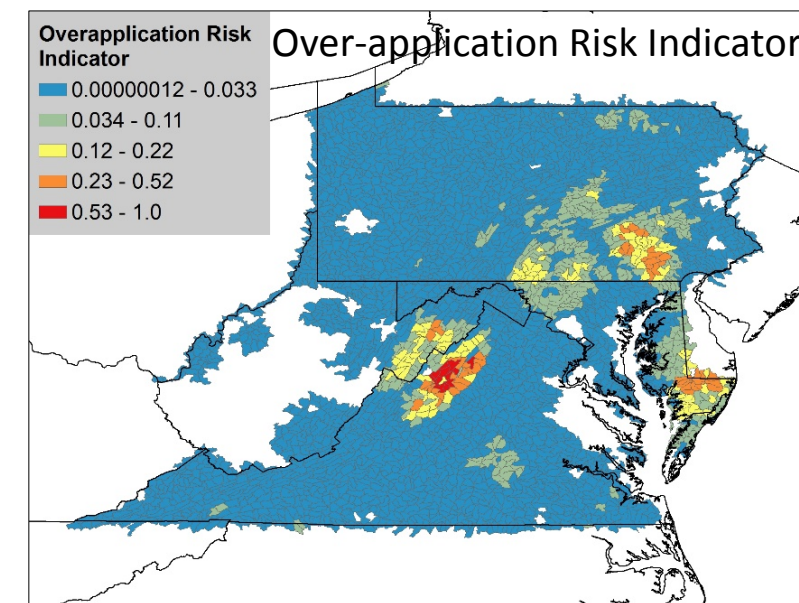 Over-application Risk Indicator
Overapplication Risk
Indicator
0.00000012 - 0.033
0.034 - 0.11
0.12 - 0.22
0.23 - 0.52
0.53 - 1.0